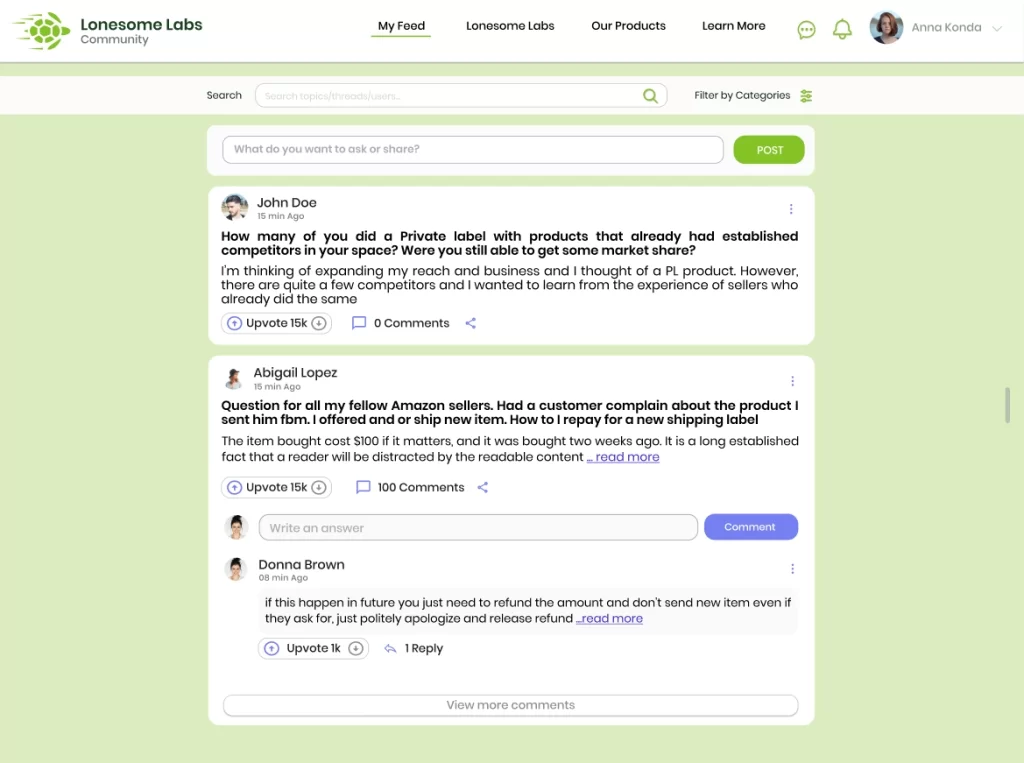 Lonesome Labs
Community
My Feed
Lonesome Labs
Our Products
Learn More
Anna Konda
Search
Search topics/threads/users...
Filter by Categories
What do you want to ask or share?
POST
John Doe
15 min Ago
How many of you did a Private label with products that already had established
competitors in your space? Were you still able to get some market share?
I'm thinking of expanding my reach and business and I thought of a PL product. However,
there are quite a few competitors and I wanted to learn from the experience of sellers who
already did the same
Upvote 15k
0 Comments
Abigail Lopez
15 min Ago
Question for all my fellow Amazon sellers. Had a customer complain about the product I
sent him fbm. I offered and or ship new item. How to I repay for a new shipping label
The item bought cost $100 if it matters, and it was bought two weeks ago. It is a long established
fact that a reader will be distracted by the readable content ... read more
Upvote 15k
100 Comments
Write an answer
Comment
Donna Brown
08 min Ago
if this happen in future you just need to refund the amount and don't send new item even if
they ask for, just politely apologize and release refund ...read more
Upvote 1k
1 Reply
View more comments